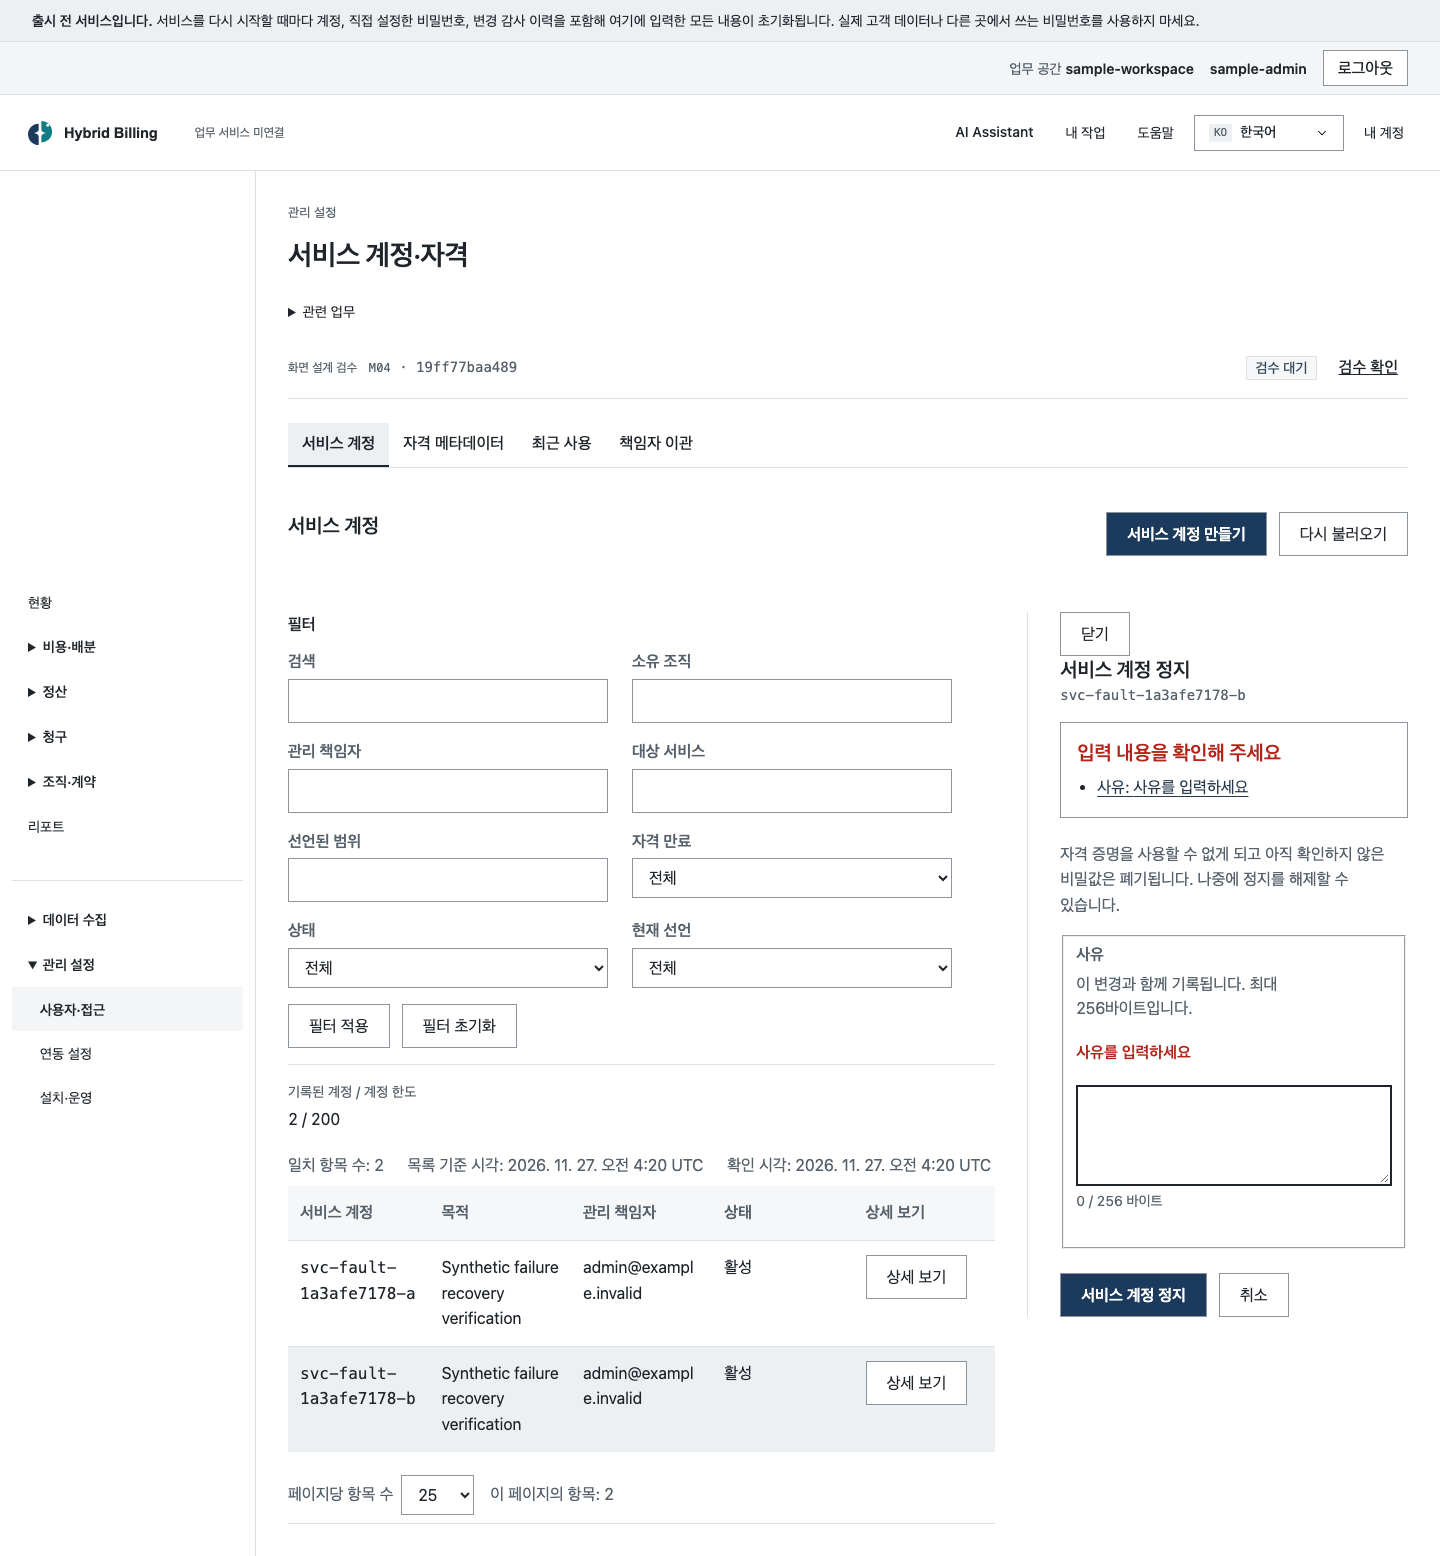 출시 전 서비스입니다. 서비스를 다시 시작할 때마다 계정, 직접 설정한 비밀번호, 변경 감사 이력을 포함해 여기에 입력한 모든 내용이 초기화됩니다. 실제 고객 데이터나 다른 곳에서 쓰는 비밀번호를 사용하지 마세요.
업무 공간 sample-workspace sample-admin 로그아웃
Hybrid Billing 업무 서비스 미연결 AI Assistant 내 작업 도움말 KO 한국어 내 계정
관리 설정
서비스 계정·자격
관련 업무
화면 설계 검수 M04 · 19ff77baa489 검수 대기 검수 확인
서비스 계정 자격 메타데이터 최근 사용 책임자 이관
서비스 계정 서비스 계정 만들기 다시 불러오기
현황
비용·배분
정산
청구
조직·계약
리포트
데이터 수집
관리 설정
사용자·접근
연동 설정
설치·운영
필터
검색 소유 조직
관리 책임자 대상 서비스
선언된 범위 자격 만료
전체
상태 현재 선언
전체 전체
필터 적용 필터 초기화
기록된 계정 / 계정 한도
2 / 200
일치 항목 수: 2 목록 기준 시각: 2026. 11. 27. 오전 4:20 UTC 확인 시각: 2026. 11. 27. 오전 4:20 UTC
서비스 계정 목적 관리 책임자 상태 상세 보기
svc-fault-1a3afe7178-a Synthetic failure recovery verification admin@example.invalid 활성 상세 보기
svc-fault-1a3afe7178-b Synthetic failure recovery verification admin@example.invalid 활성 상세 보기
페이지당 항목 수 25 이 페이지의 항목: 2
닫기
서비스 계정 정지
svc-fault-1a3afe7178-b
입력 내용을 확인해 주세요
사유: 사유를 입력하세요
자격 증명을 사용할 수 없게 되고 아직 확인하지 않은
비밀값은 폐기됩니다. 나중에 정지를 해제할 수
있습니다.
사유
이 변경과 함께 기록됩니다. 최대
256바이트입니다.
사유를 입력하세요
0 / 256 바이트
서비스 계정 정지 취소